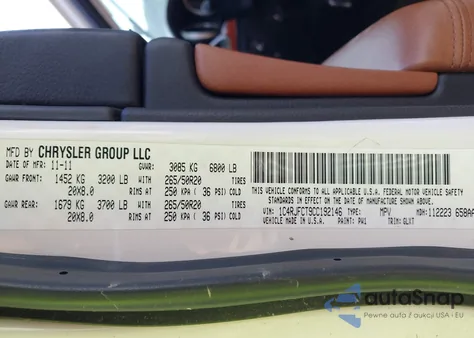 MFD BY CHRYSLER GROUP LLC
DATE OF MFR: 11-11 GVWR: 3085 KG 6800 LB
GAWR FRONT: 1452 KG 3200 LB WITH 265/50R20 TIRES
20X8.0 RIMS AT 250 KPA ( 36 PSI) COLD
GAWR REAR: 1679 KG 3700 LB WITH 265/50R20 TIRES
20X8.0 RIMS AT 250 KPA ( 36 PSI) COLD
THIS VEHICLE CONFORMS TO ALL APPLICABLE U.S.A. FEDERAL MOTOR VEHICLE
IN EFFECT ON THE DATE OF MANUFACTURE SHOWN ABOVE.
VIN: 1C4RJFCT9CC192146 TYPE: MPV MDH: 112223 658AA
VEHICLE MADE IN U.S.A. PAINT: TRIM: GLXT
autoSnap
Pewne auta z aukcji USA - EU